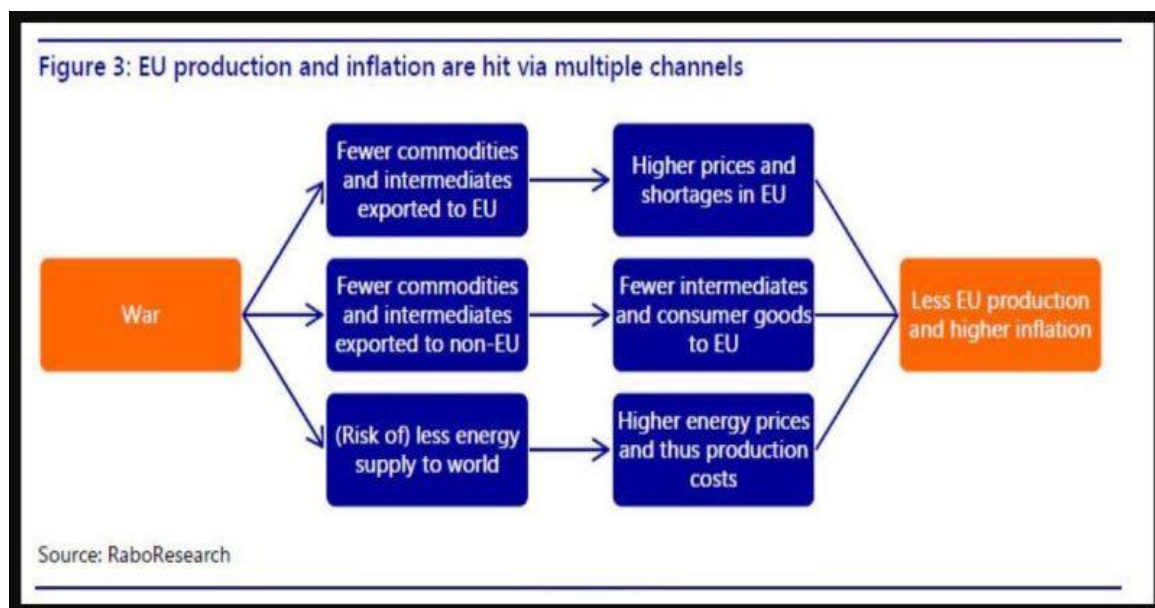 Figure 3: EU production and inflation are hit via multiple channels
Fewer commodities
and intermediates
exported to EU
Higher prices and
shortages in EU
War
Fewer commodities
and intermediates
exported to non-EU
Fewer intermediates
and consumer goods
to EU
Less EU production
and higher inflation
(Risk of) less energy
supply to world
Higher energy prices
and thus production
costs
Source: RaboResearch